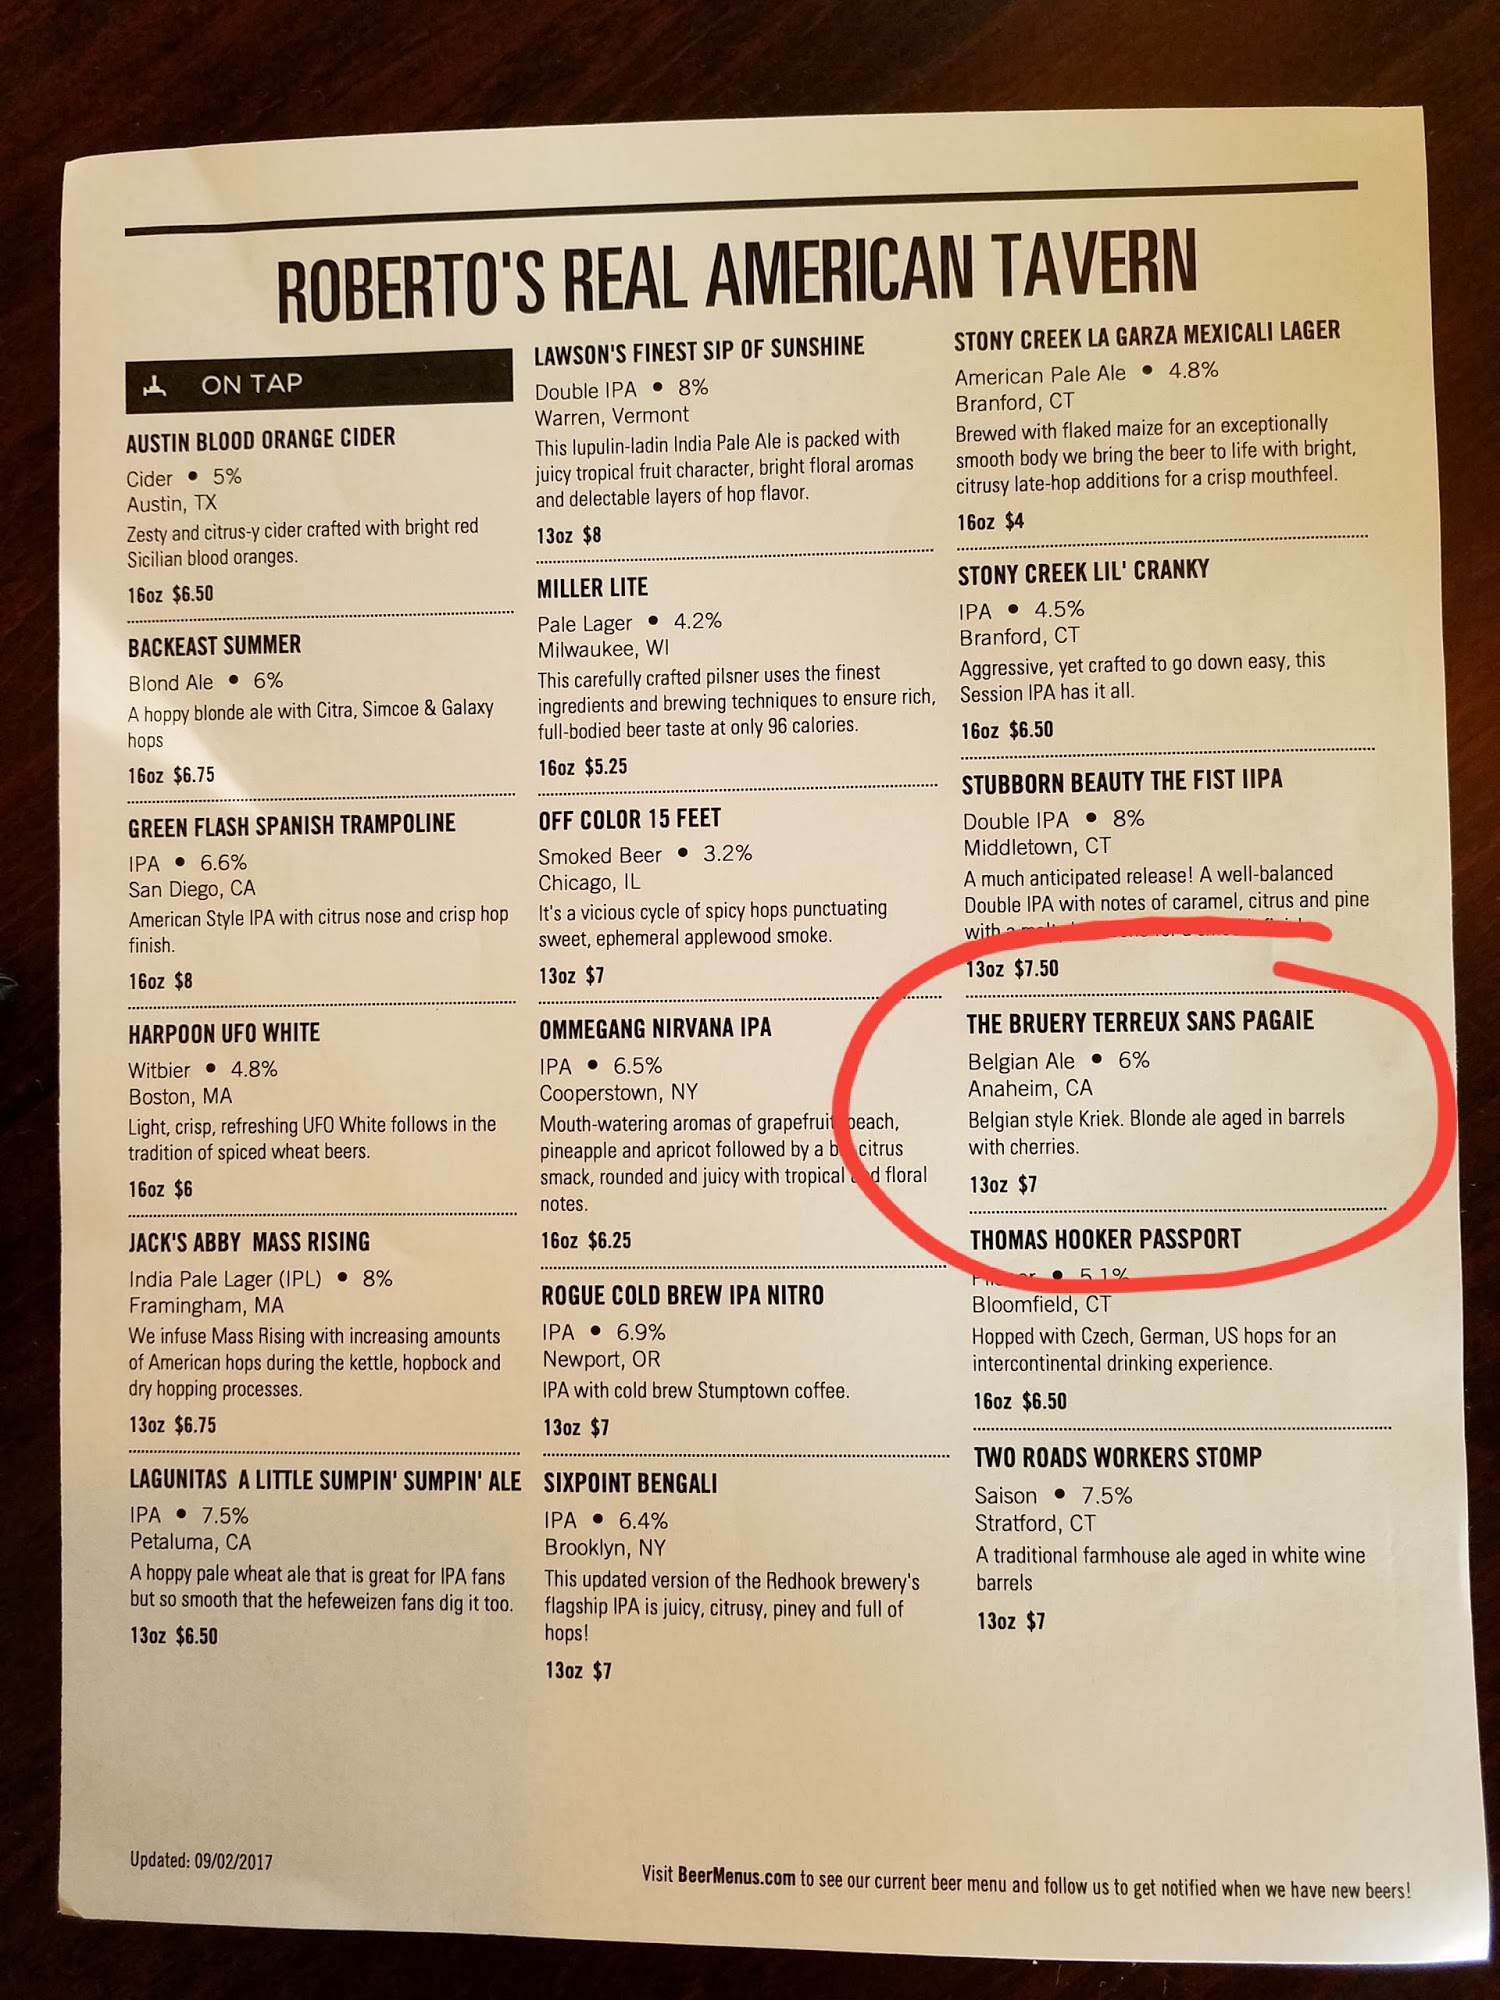 ROBERTO'S REAL AMERICAN TAVERN
ON TAP
AUSTIN BLOOD ORANGE CIDER
Cider • 5%
Austin, TX
Zesty and citrus-y cider crafted with bright red
Sicilian blood oranges.
16oz $6.50
BACKEAST SUMMER
Blond Ale • 6%
A hoppy blonde ale with Citra, Simcoe & Galaxy
hops
16oz $6.75
GREEN FLASH SPANISH TRAMPOLINE
IPA • 6.6%
San Diego, CA
American Style IPA with citrus nose and crisp hop
finish.
16oz $8
HARPOON UFO WHITE
Witbier • 4.8%
Boston, MA
Light, crisp, refreshing UFO White follows in the
tradition of spiced wheat beers.
16oz $6
JACK'S ABBY MASS RISING
India Pale Lager (IPL) • 8%
Framingham, MA
We infuse Mass Rising with increasing amounts
of American hops during the kettle, hopbock and
dry hopping processes.
13oz $6.75
LAGUNITAS A LITTLE SUMPIN' SUMPIN' ALE
IPA • 7.5%
Petaluma, CA
A hoppy pale wheat ale that is great for IPA fans
but so smooth that the hefeweizen fans dig it too.
13oz $6.50
LAWSON'S FINEST SIP OF SUNSHINE
Double IPA • 8%
Warren, Vermont
This lupulin-ladin India Pale Ale is packed with
juicy tropical fruit character, bright floral aromas
and delectable layers of hop flavor.
13oz $8
MILLER LITE
Pale Lager • 4.2%
Milwaukee, WI
This carefully crafted pilsner uses the finest
ingredients and brewing techniques to ensure rich,
full-bodied beer taste at only 96 calories.
16oz $5.25
OFF COLOR 15 FEET
Smoked Beer • 3.2%
Chicago, IL
It's a vicious cycle of spicy hops punctuating
sweet, ephemeral applewood smoke.
13oz $7
OMMEGANG NIRVANA IPA
IPA • 6.5%
Cooperstown, NY
Mouth-watering aromas of grapefruit peach,
pineapple and apricot followed by a citrus
smack, rounded and juicy with tropical and floral
notes.
16oz $6.25
ROGUE COLD BREW IPA NITRO
IPA • 6.9%
Newport, OR
IPA with cold brew Stumptown coffee.
13oz $7
SIXPOINT BENGALI
IPA • 6.4%
Brooklyn, NY
This updated version of the Redhook brewery's
flagship IPA is juicy, citrusy, piney and full of
hops!
13oz $7
STONY CREEK LA GARZA MEXICALI LAGER
American Pale Ale • 4.8%
Branford, CT
Brewed with flaked maize for an exceptionally
smooth body we bring the beer to life with bright,
citrusy late-hop additions for a crisp mouthfeel.
16oz $4
STONY CREEK LIL' CRANKY
IPA • 4.5%
Branford, CT
Aggressive, yet crafted to go down easy, this
Session IPA has it all.
16oz $6.50
STUBBORN BEAUTY THE FIST IIPA
Double IPA • 8%
Middletown, CT
A much anticipated release! A well-balanced
Double IPA with notes of caramel, citrus and pine
with a
13oz $7.50
THE BRUERY TERREUX SANS PAGAIE
Belgian Ale • 6%
Anaheim, CA
Belgian style Kriek. Blonde ale aged in barrels
with cherries.
13oz $7
THOMAS HOOKER PASSPORT
• 5.1%
Bloomfield, CT
Hopped with Czech, German, US hops for an
intercontinental drinking experience.
16oz $6.50
TWO ROADS WORKERS STOMP
Saison • 7.5%
Stratford, CT
A traditional farmhouse ale aged in white wine
barrels
13oz $7
Updated: 09/02/2017
Visit BeerMenus.com to see our current beer menu and follow us to get notified when we have new beers!